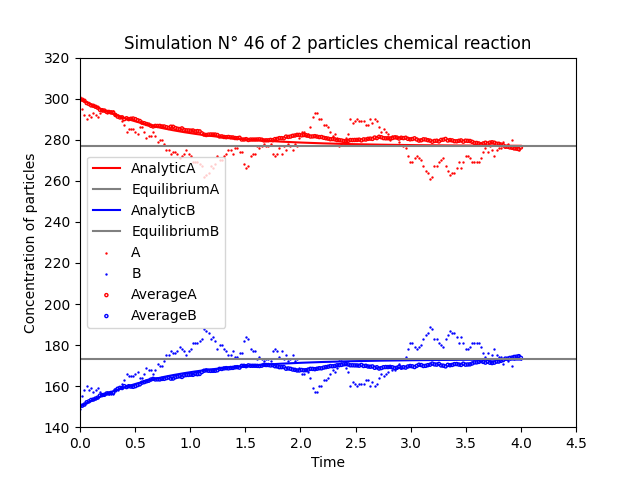 Simulation N° 46 of 2 particles chemical reaction
Concentration of particles
320
300
280
260
240
220
200
180
160
140
AnalyticA
EquilibriumA
AnalyticB
EquilibriumB
A
B
AverageA
AverageB
0.0 0.5 1.0 1.5 2.0 2.5 3.0 3.5 4.0 4.5
Time